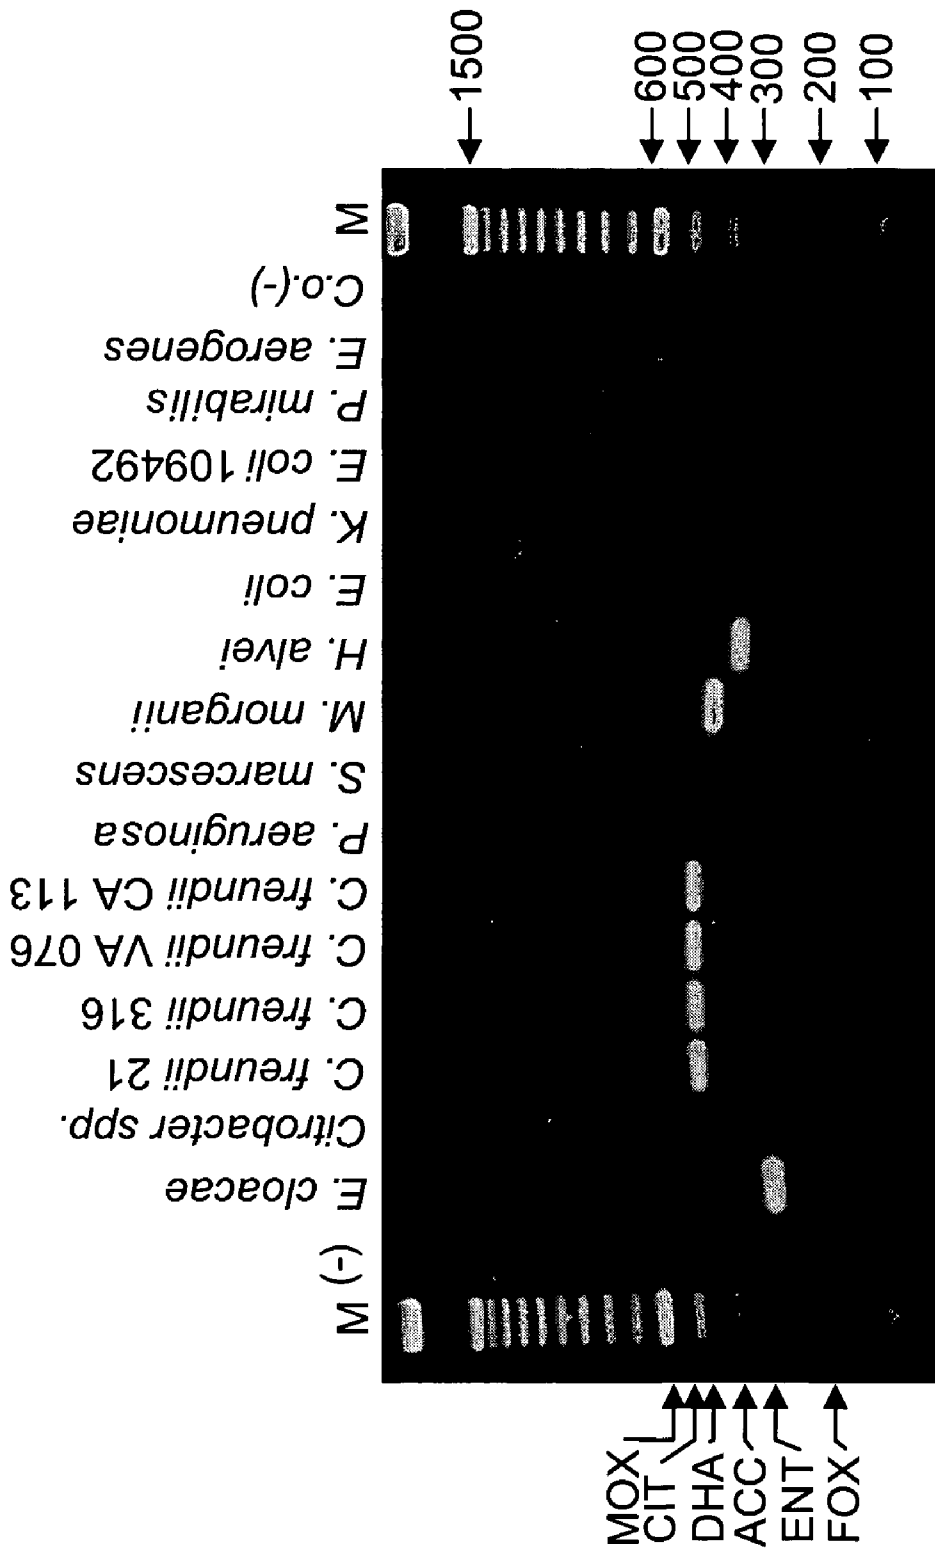 M
(-)
E. cloacae
Citrobacter spp.
C. freundii 21
C. freundii 316
C. freundii VA 076
C. freundii CA 113
P. aeruginosa
S. marcescens
M. morganii
H. alvei
E. coli
K. pneumoniae
E. coli 109492
P. mirabilis
E. aerogenes
C.o.(-)
M
MOX
CIT
DHA
ACC
ENT
FOX
1500
600
500
400
300
200
100